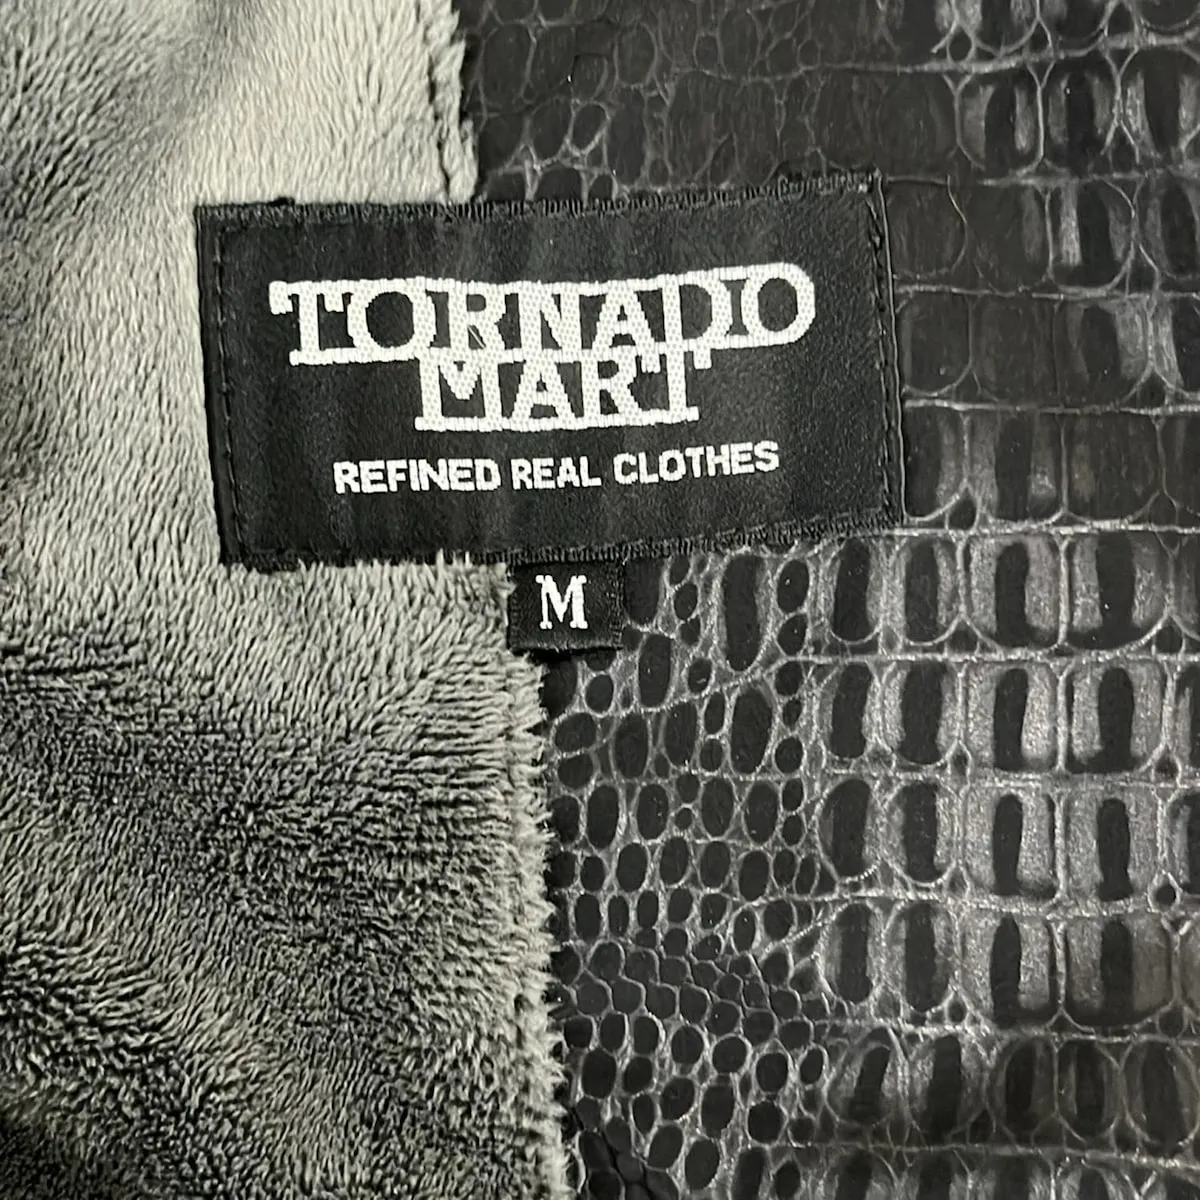 TORNADO
MART
REFINED REAL CLOTHES
M